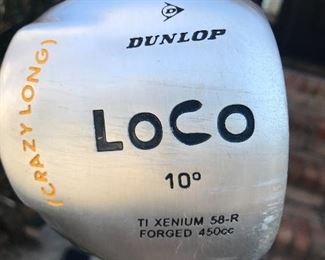 DUNLOP
(CRAZY LONG)
LoCo
10°
TI XENIUM 58-R
FORGED 450cc